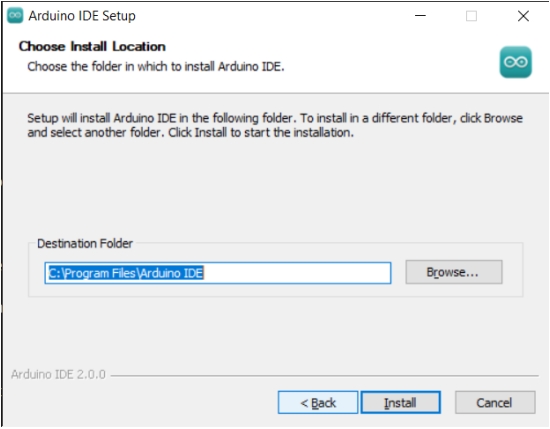 Arduino IDE Setup
Choose Install Location
Choose the folder in which to install Arduino IDE.
Setup will install Arduino IDE in the following folder. To install in a different folder, click Browse
and select another folder. Click Install to start the installation.
Destination Folder
C:\Program Files\Arduino IDE
Browse...
Arduino IDE 2.0.0
< Back
Install
Cancel